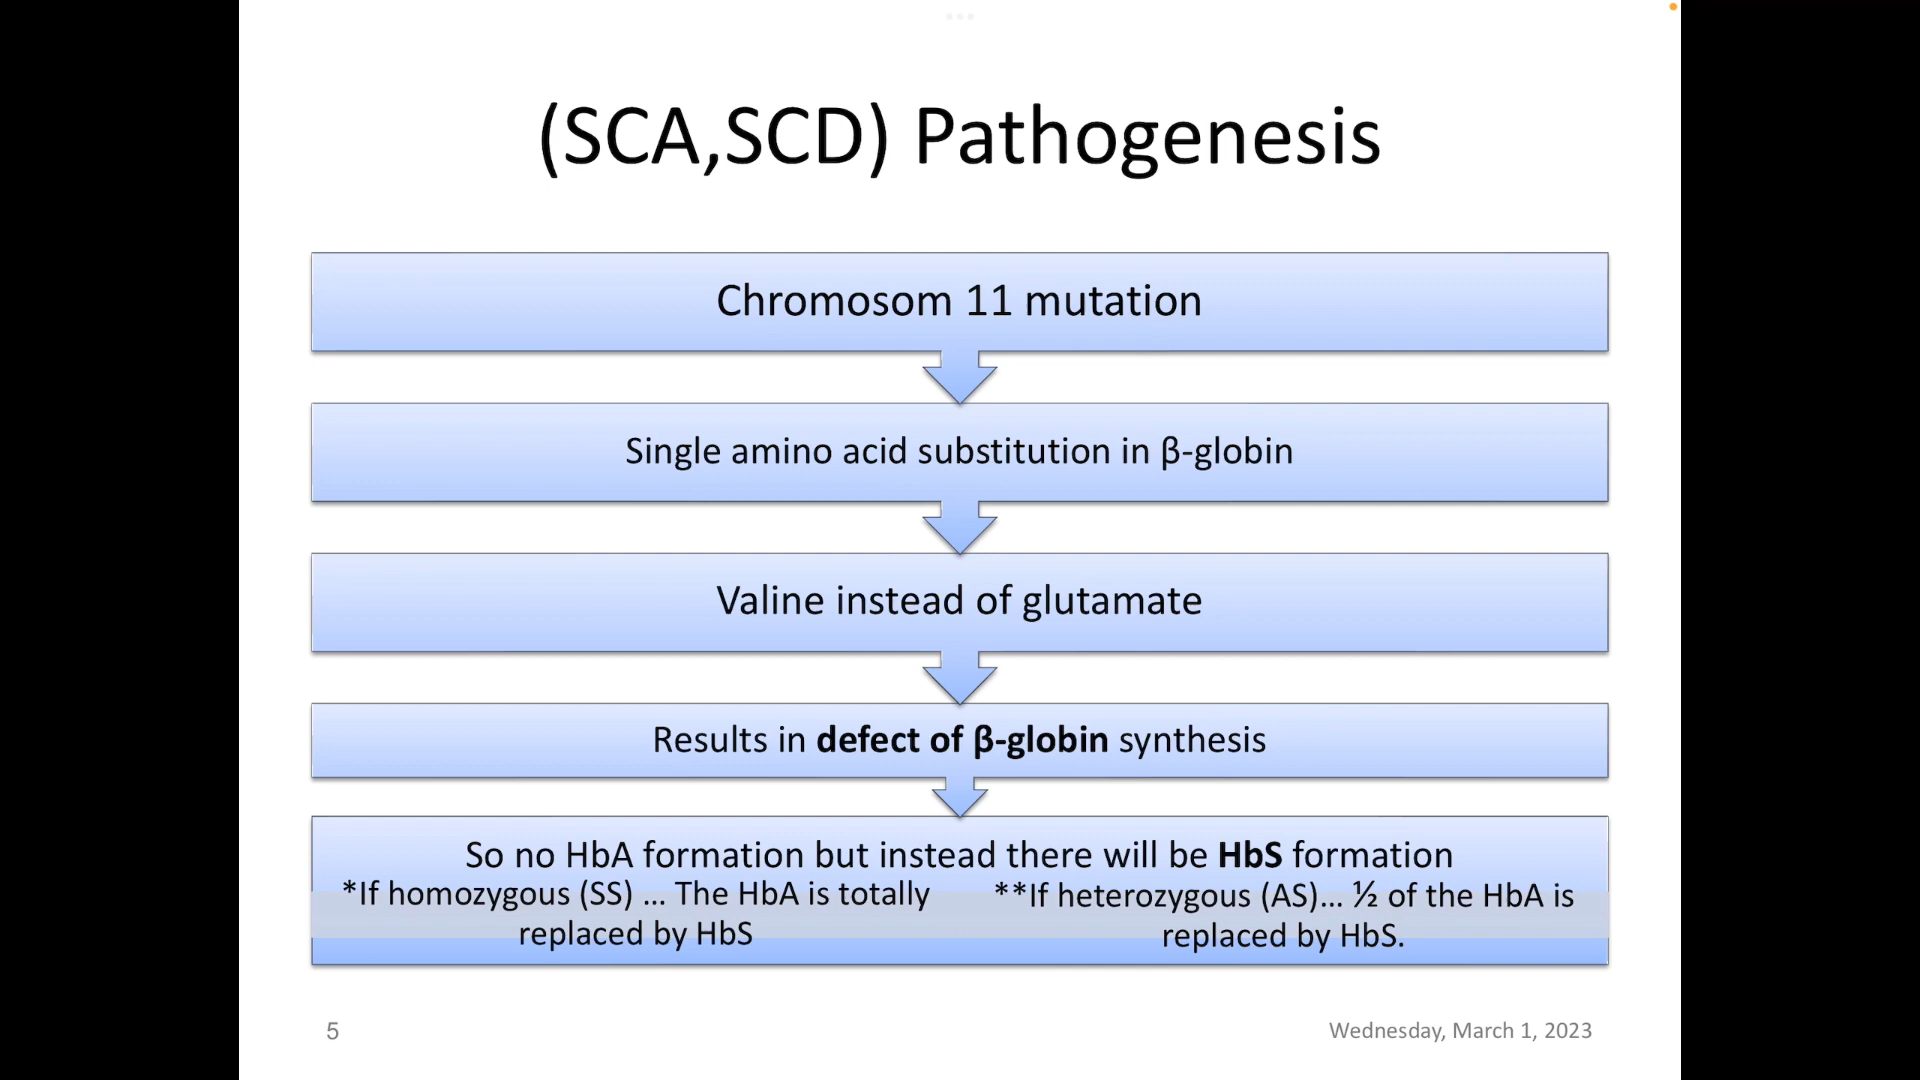 (SCA,SCD) Pathogenesis
Chromosom 11 mutation
Single amino acid substitution in β-globin
Valine instead of glutamate
Results in defect of β-globin synthesis
So no HbA formation but instead there will be HbS formation
*If homozygous (SS) ... The HbA is totally
replaced by HbS
**If heterozygous (AS)... ½ of the HbA is
replaced by HbS.
5
Wednesday, March 1, 2023